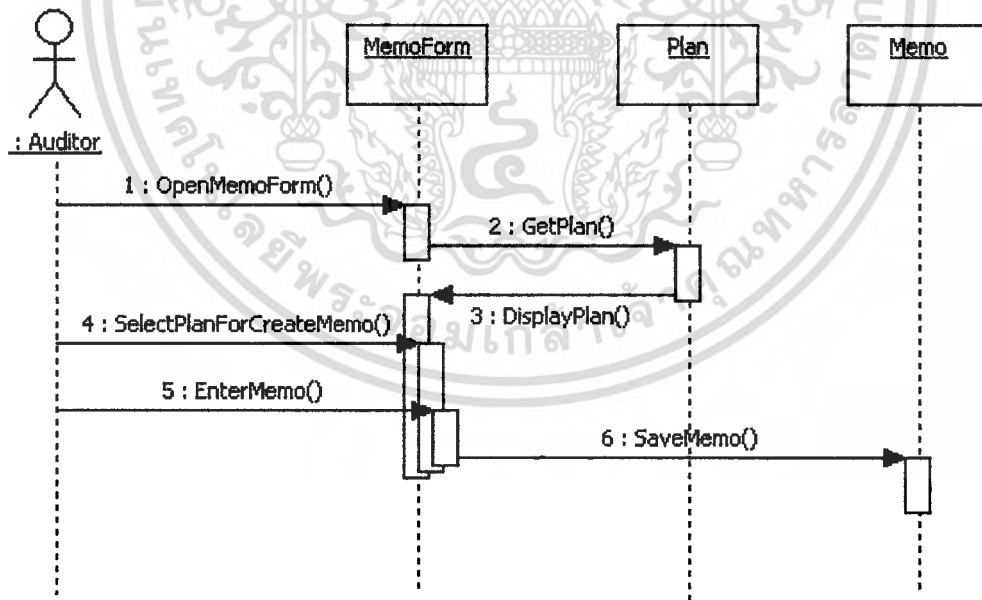 MemoForm
Plan
Memo
: Auditor
1 : OpenMemoForm()
2 : GetPlan()
3 : DisplayPlan()
4 : SelectPlanForCreateMemo()
5 : EnterMemo()
6 : SaveMemo()